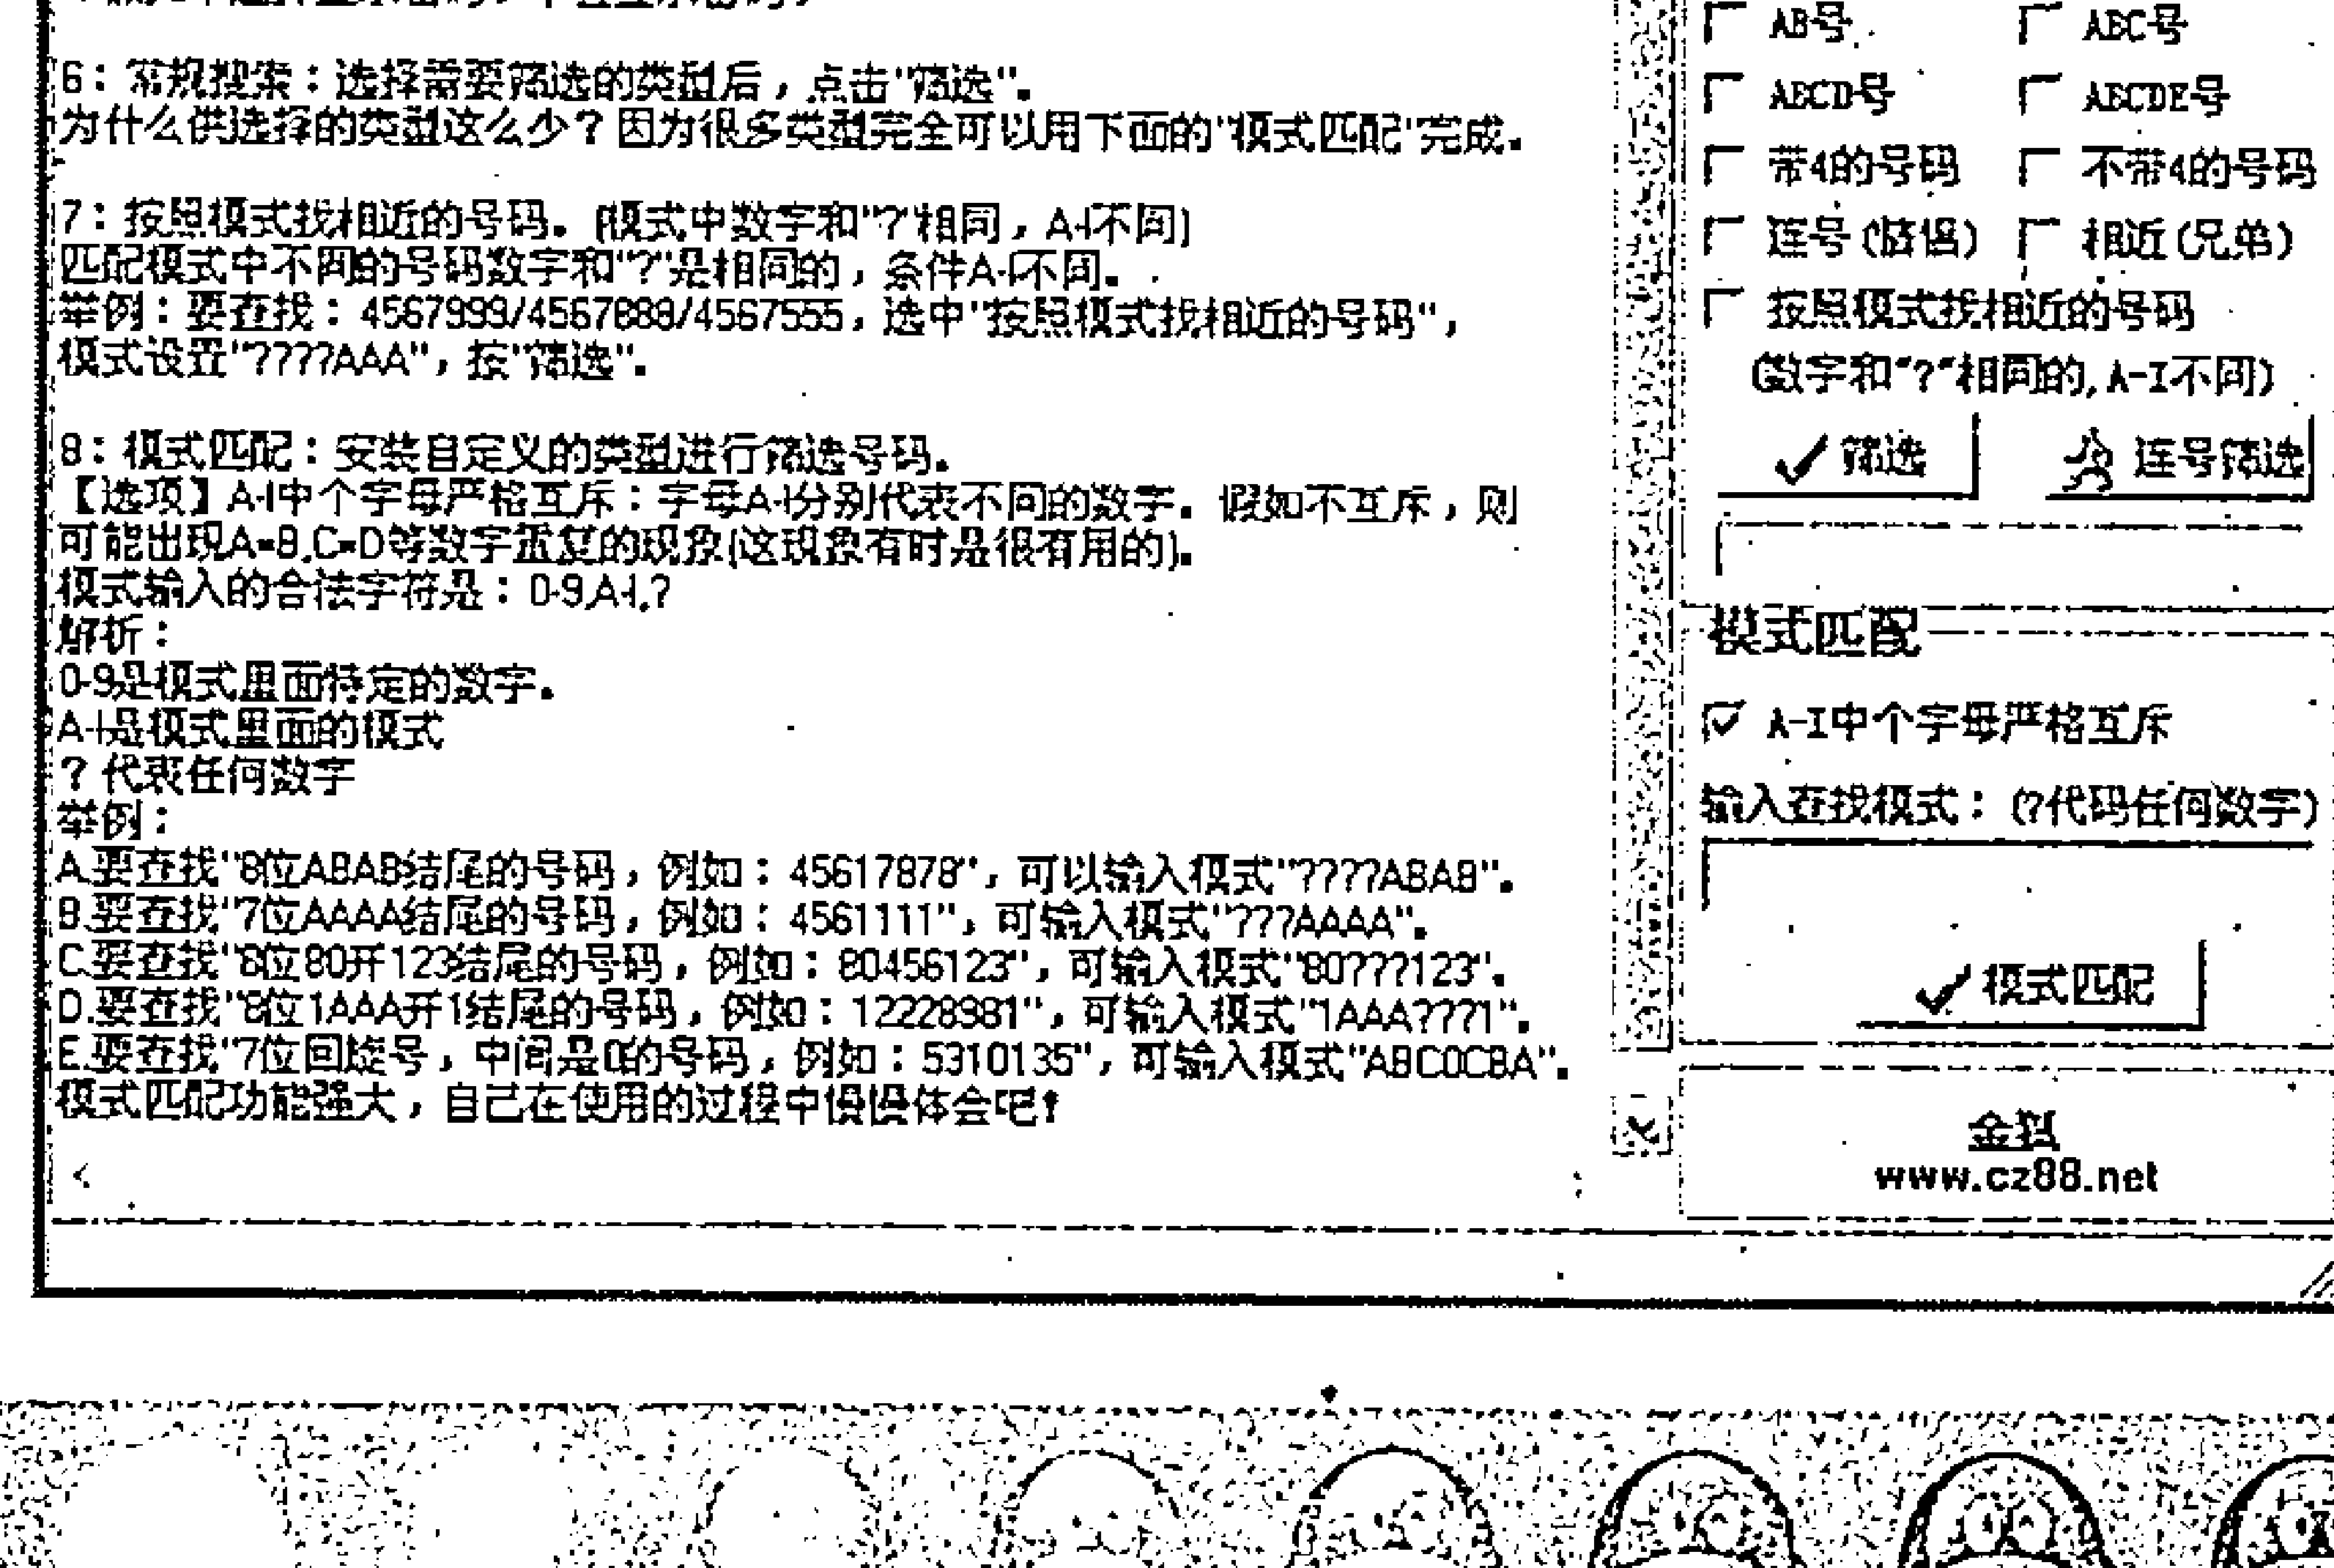 6：常规搜索：选择需要筛选的类型后，点击"筛选".
为什么供选择的类型这么少？因为很多类型完全可以用下面的"模式匹配"完成.
7：按照模式找相近的号码。(模式中数字和"?"相同，A-I不同)
匹配模式中不同的号码数字和"?"是相同的，条件A-I不同.
举例：要查找：4567999/4567888/4567555，选中"按照模式找相近的号码"，
模式设置"????AAA"，按"筛选".
8：模式匹配：安装自定义的类型进行筛选号码.
【选项】A-I中个字母严格互斥：字母A-I分别代表不同的数字. 假如不互斥，则
可能出现A=B,C=D等数字重复的现象(这现象有时是很有用的).
模式输入的合法字符是：0-9,A-I,?
解析：
0-9是模式里面特定的数字.
A-I是模式里面的模式
? 代表任何数字
举例：
A.要查找"8位ABAB结尾的号码，例如：45617878"，可以输入模式"????ABAB".
B.要查找"7位AAAA结尾的号码，例如：4561111"，可输入模式"???AAAA".
C.要查找"8位80开123结尾的号码，例如：80456123"，可输入模式"80???123".
D.要查找"8位1AAA开1结尾的号码，例如：12228981"，可输入模式"1AAA???1".
E.要查找"7位回旋号，中间是0的号码，例如：5310135"，可输入模式"ABC0CBA".
模式匹配功能强大，自己在使用的过程中慢慢体会吧!
AB号 ABC号
ABCD号 ABCDE号
带4的号码 不带4的号码
连号(情侣) 相近(兄弟)
按照模式找相近的号码
(数字和"?"相同的,A-I不同)
筛选 连号筛选
模式匹配
A-I中个字母严格互斥
输入查找模式：(?代码任何数字)
模式匹配
金狐
www.cz88.net